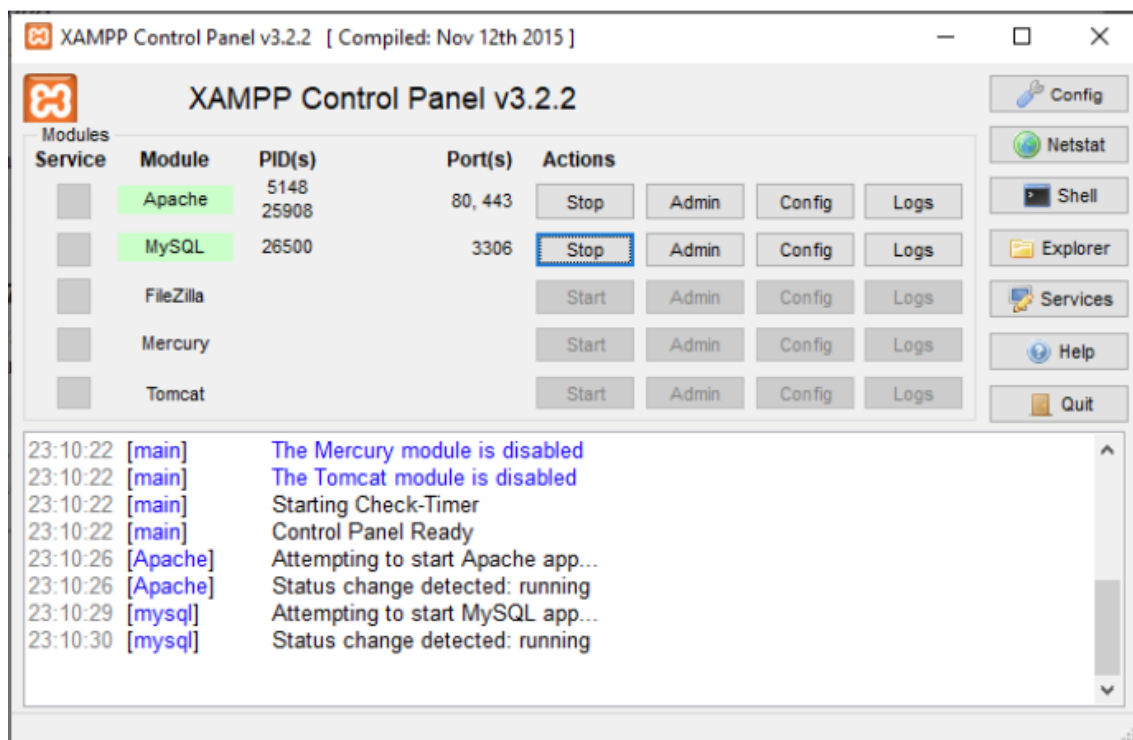 XAMPP Control Panel v3.2.2 [ Compiled: Nov 12th 2015 ]
XAMPP Control Panel v3.2.2
Config
Modules
Service Module PID(s) Port(s) Actions
Netstat
Apache 5148 25908 80, 443 Stop Admin Config Logs
Shell
MySQL 26500 3306 Stop Admin Config Logs
Explorer
FileZilla Start Admin Config Logs
Services
Mercury Start Admin Config Logs
Help
Tomcat Start Admin Config Logs
Quit
23:10:22 [main] The Mercury module is disabled
23:10:22 [main] The Tomcat module is disabled
23:10:22 [main] Starting Check-Timer
23:10:22 [main] Control Panel Ready
23:10:26 [Apache] Attempting to start Apache app...
23:10:26 [Apache] Status change detected: running
23:10:29 [mysql] Attempting to start MySQL app...
23:10:30 [mysql] Status change detected: running